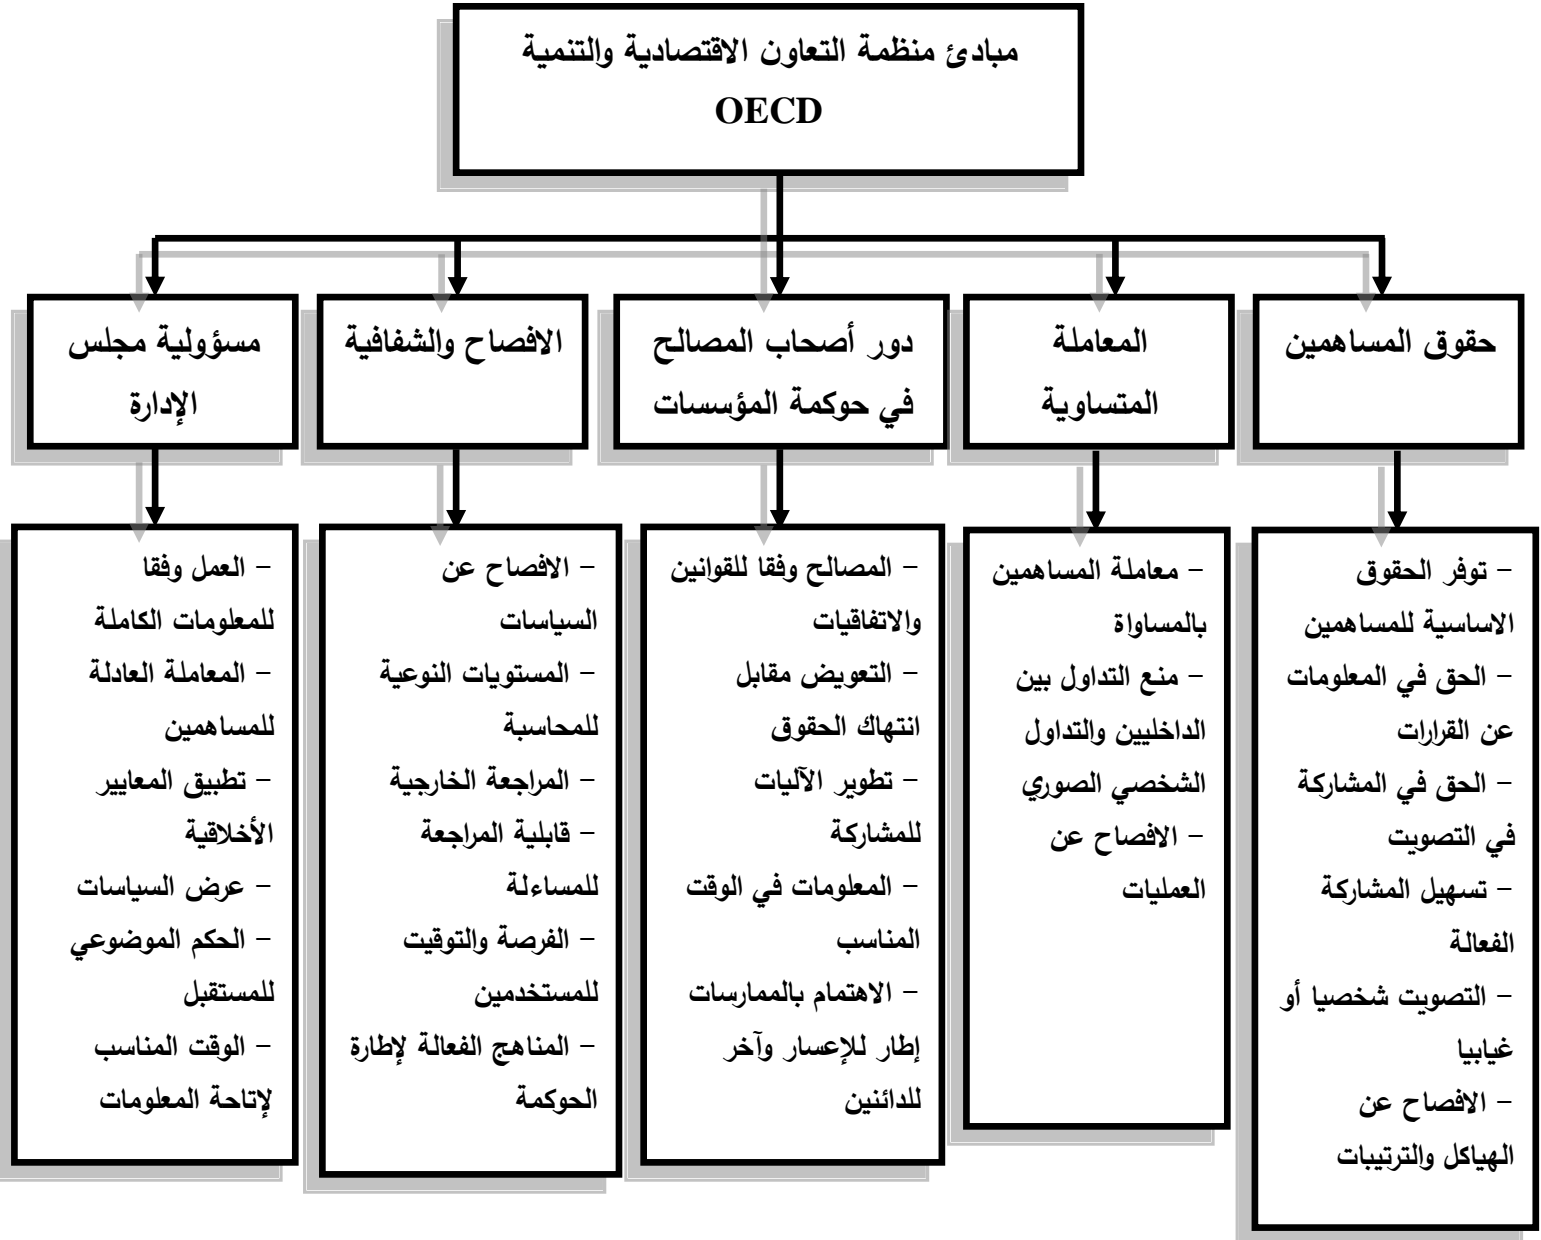 مبادئ منظمة التعاون الاقتصادية والتنمية
OECD
حقوق المساهمين
المعاملة
المتساوية
دور أصحاب المصالح
في حوكمة المؤسسات
الافصاح والشفافية
مسؤولية مجلس
الإدارة
- توفر الحقوق
الاساسية للمساهمين
- الحق في المعلومات
عن القرارات
- الحق في المشاركة
في التصويت
- تسهيل المشاركة
الفعالة
- التصويت شخصيا أو
غيابيا
- الافصاح عن
الهياكل والترتيبات
- معاملة المساهمين
بالمساواة
- منع التداول بين
الداخليين والتداول
الشخصي الصوري
- الافصاح عن
العمليات
- المصالح وفقا للقوانين
والاتفاقيات
- التعويض مقابل
انتهاك الحقوق
- تطوير الآليات
للمشاركة
- المعلومات في الوقت
المناسب
- الاهتمام بالممارسات
إطار للإعسار وآخر
للدائنين
- الافصاح عن
السياسات
- المستويات النوعية
للمحاسبة
- المراجعة الخارجية
- قابلية المراجعة
للمساءلة
- الفرصة والتوقيت
للمستخدمين
- المناهج الفعالة لإطارة
الحوكمة
- العمل وفقا
للمعلومات الكاملة
- المعاملة العادلة
للمساهمين
- تطبيق المعايير
الأخلاقية
- عرض السياسات
- الحكم الموضوعي
للمستقبل
- الوقت المناسب
لإتاحة المعلومات